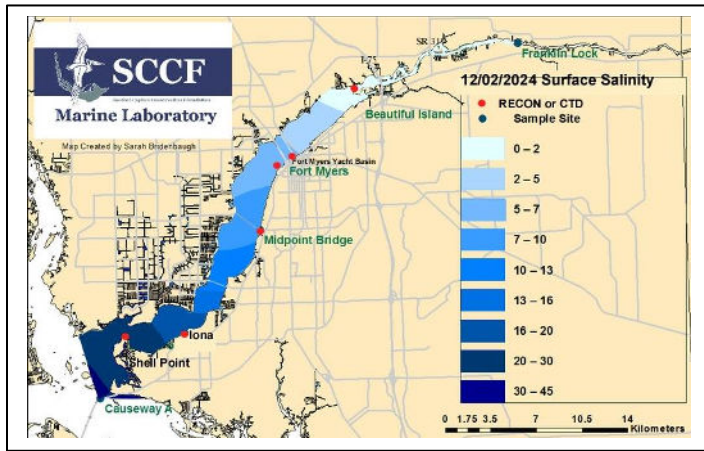 SCCF
Marine Laboratory
Map Created by Sarah Bridenbaugh
I-75
SR 31
Franklin Lock
Beautiful Island
Fort Myers Yacht Basin
Fort Myers
Midpoint Bridge
Iona
Shell Point
Causeway A
12/02/2024 Surface Salinity
RECON or CTD
Sample Site
0 – 2
2 – 5
5 – 7
7 – 10
10 – 13
13 – 16
16 – 20
20 – 30
30 – 45
0 1.75 3.5 7 10.5 14
Kilometers